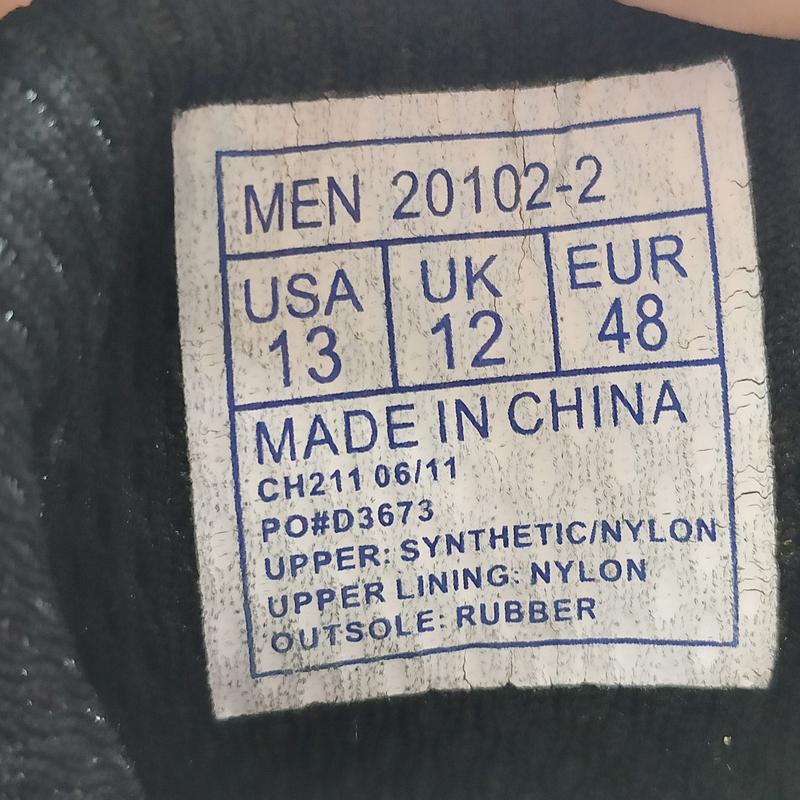 MEN 20102-2
USA UK EUR
13 12 48
MADE IN CHINA
CH211 06/11
PO#D3673
UPPER: SYNTHETIC/NYLON
UPPER LINING: NYLON
OUTSOLE: RUBBER